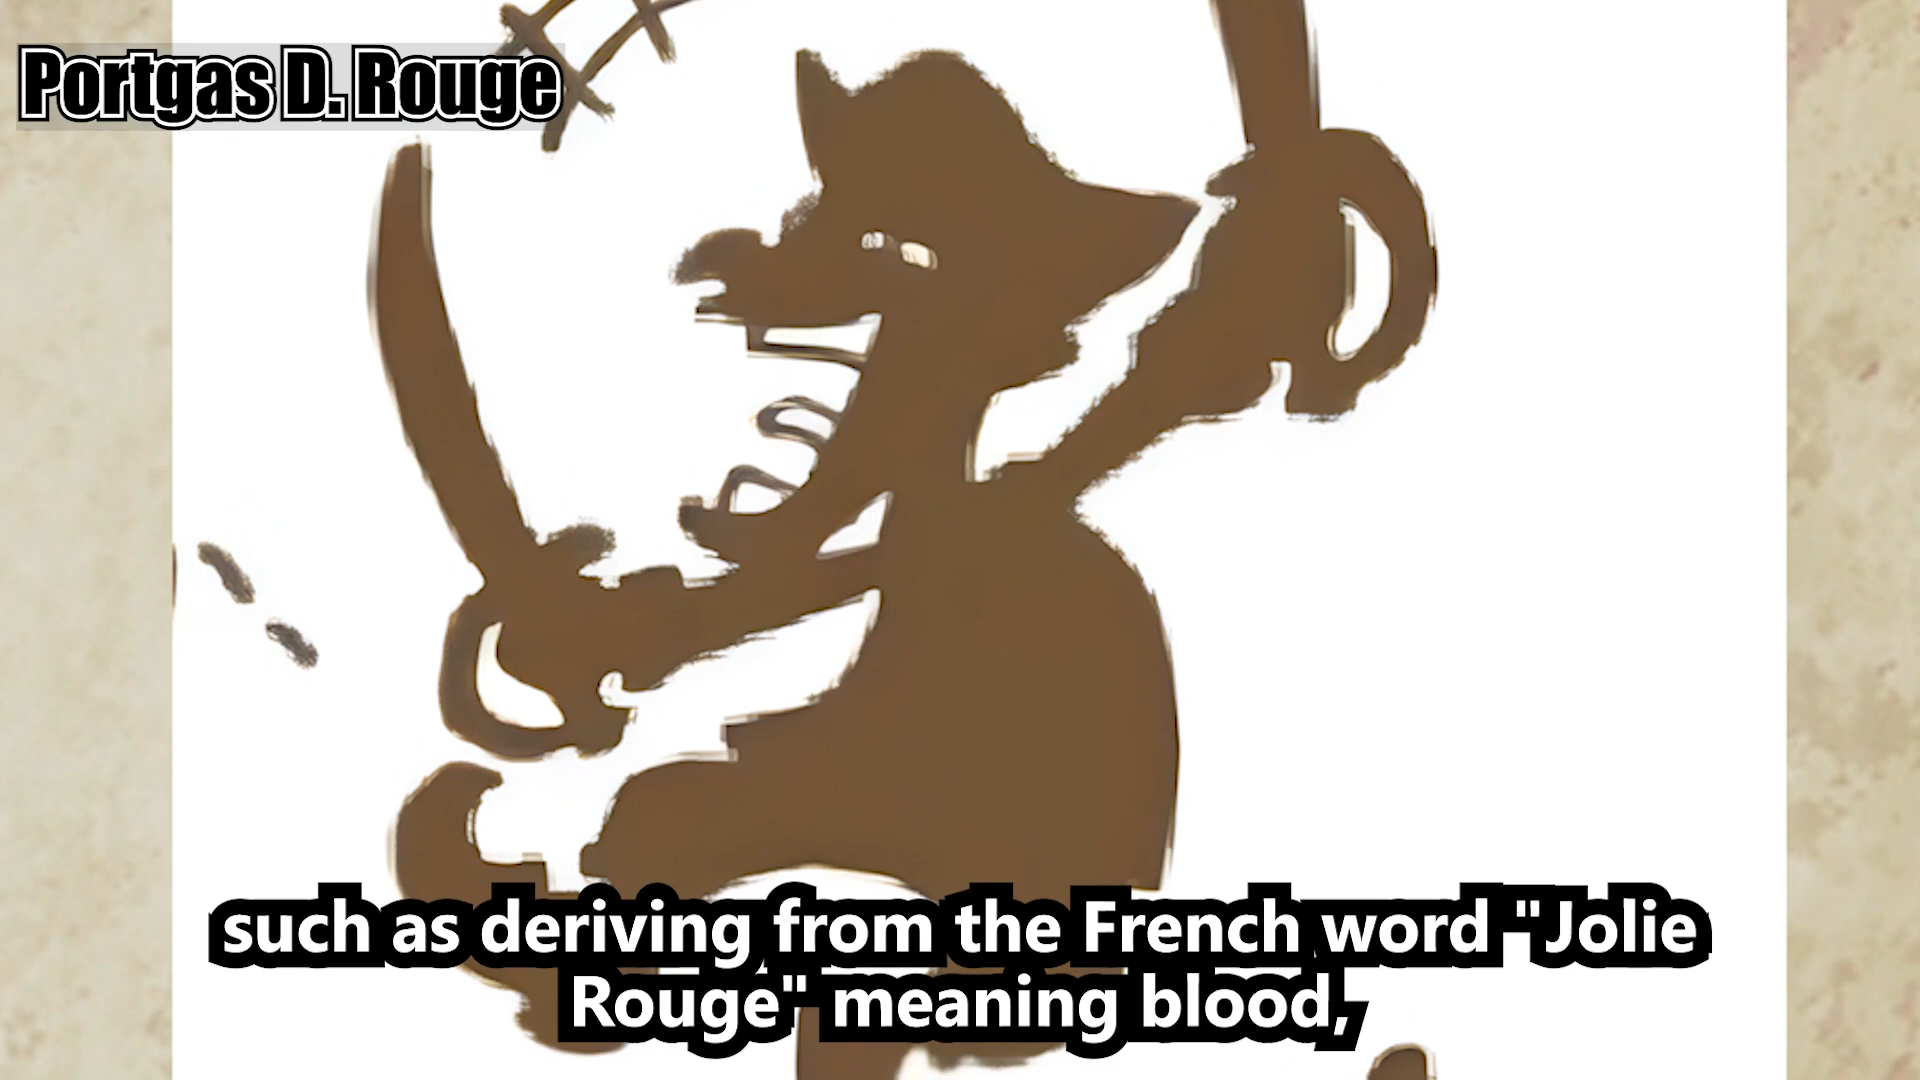 Portgas D. Rouge
such as deriving from the French word "Jolie
Rouge" meaning blood,